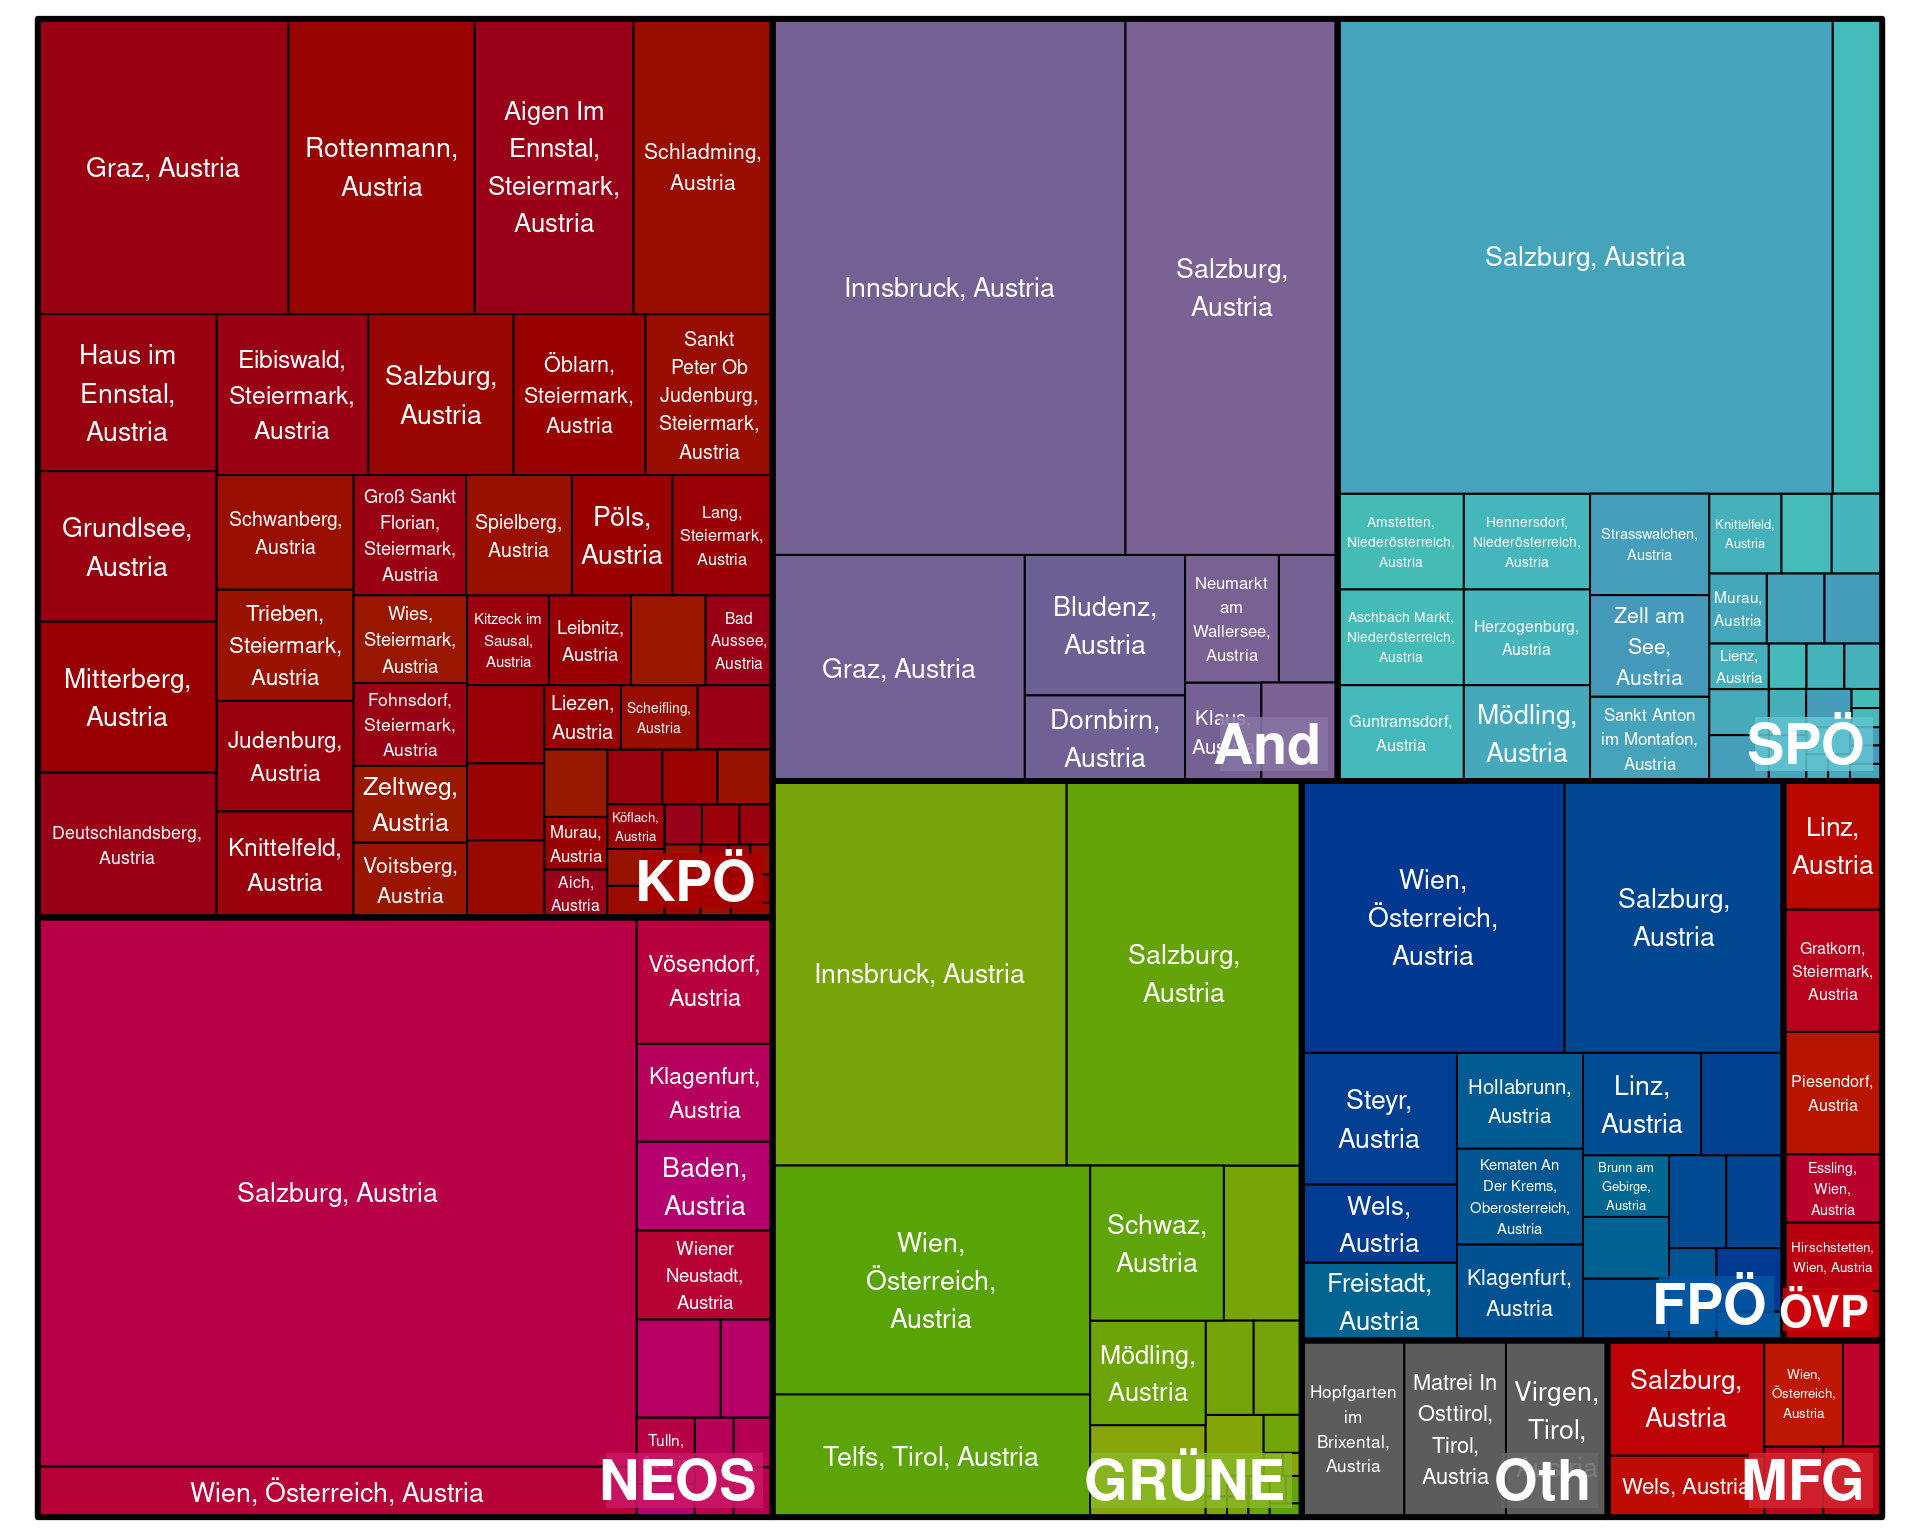 Graz, Austria
Rottenmann,
Austria
Aigen Im
Ennstal,
Steiermark,
Austria
Schladming,
Austria
Haus im
Ennstal,
Austria
Eibiswald,
Steiermark,
Austria
Salzburg,
Austria
Öblarn,
Steiermark,
Austria
Sankt
Peter Ob
Judenburg,
Steiermark,
Austria
Grundlsee,
Austria
Schwanberg,
Austria
Groß Sankt
Florian,
Steiermark,
Austria
Spielberg,
Austria
Pöls,
Austria
Lang,
Steiermark,
Austria
Mitterberg,
Austria
Trieben,
Steiermark,
Austria
Wies,
Steiermark,
Austria
Kitzeck im
Sausal,
Austria
Leibnitz,
Austria
Bad
Aussee,
Austria
Judenburg,
Austria
Fohnsdorf,
Steiermark,
Austria
Liezen,
Austria
Scheifling,
Austria
Deutschlandsberg,
Austria
Knittelfeld,
Austria
Zeltweg,
Austria
Voitsberg,
Austria
Murau,
Austria
Köflach,
Austria
Aich,
Austria
KPÖ
Salzburg, Austria
Vösendorf,
Austria
Klagenfurt,
Austria
Baden,
Austria
Wiener
Neustadt,
Austria
Tulln,
Wien, Österreich, Austria
NEOS
Innsbruck, Austria
Salzburg,
Austria
Graz, Austria
Bludenz,
Austria
Dornbirn,
Austria
Neumarkt
am
Wallersee,
Austria
Klaus,
And
Salzburg, Austria
Amstetten,
Niederösterreich,
Austria
Hennersdorf,
Niederösterreich,
Austria
Strasswalchen,
Austria
Knittelfeld,
Austria
Aschbach Markt,
Niederösterreich,
Austria
Herzogenburg,
Austria
Zell am
See,
Austria
Murau,
Austria
Lienz,
Austria
Guntramsdorf,
Austria
Mödling,
Austria
Sankt Anton
im Montafon,
Austria
SPÖ
Innsbruck, Austria
Salzburg,
Austria
Wien,
Österreich,
Austria
Schwaz,
Austria
Mödling,
Austria
Telfs, Tirol, Austria
GRÜNE
Wien,
Österreich,
Austria
Salzburg,
Austria
Steyr,
Austria
Hollabrunn,
Austria
Linz,
Austria
Wels,
Austria
Kematen An
Der Krems,
Oberosterreich,
Austria
Brunn am
Gebirge,
Austria
Freistadt,
Austria
Klagenfurt,
Austria
FPÖ
Linz,
Austria
Gratkorn,
Steiermark,
Austria
Piesendorf,
Austria
Essling,
Wien,
Austria
Hirschstetten,
Wien, Austria
ÖVP
Hopfgarten
im
Brixental,
Austria
Matrei In
Osttirol,
Tirol,
Austria
Virgen,
Tirol,
Austria
Oth
Salzburg,
Austria
Wien,
Österreich,
Austria
Wels, Austria
MFG